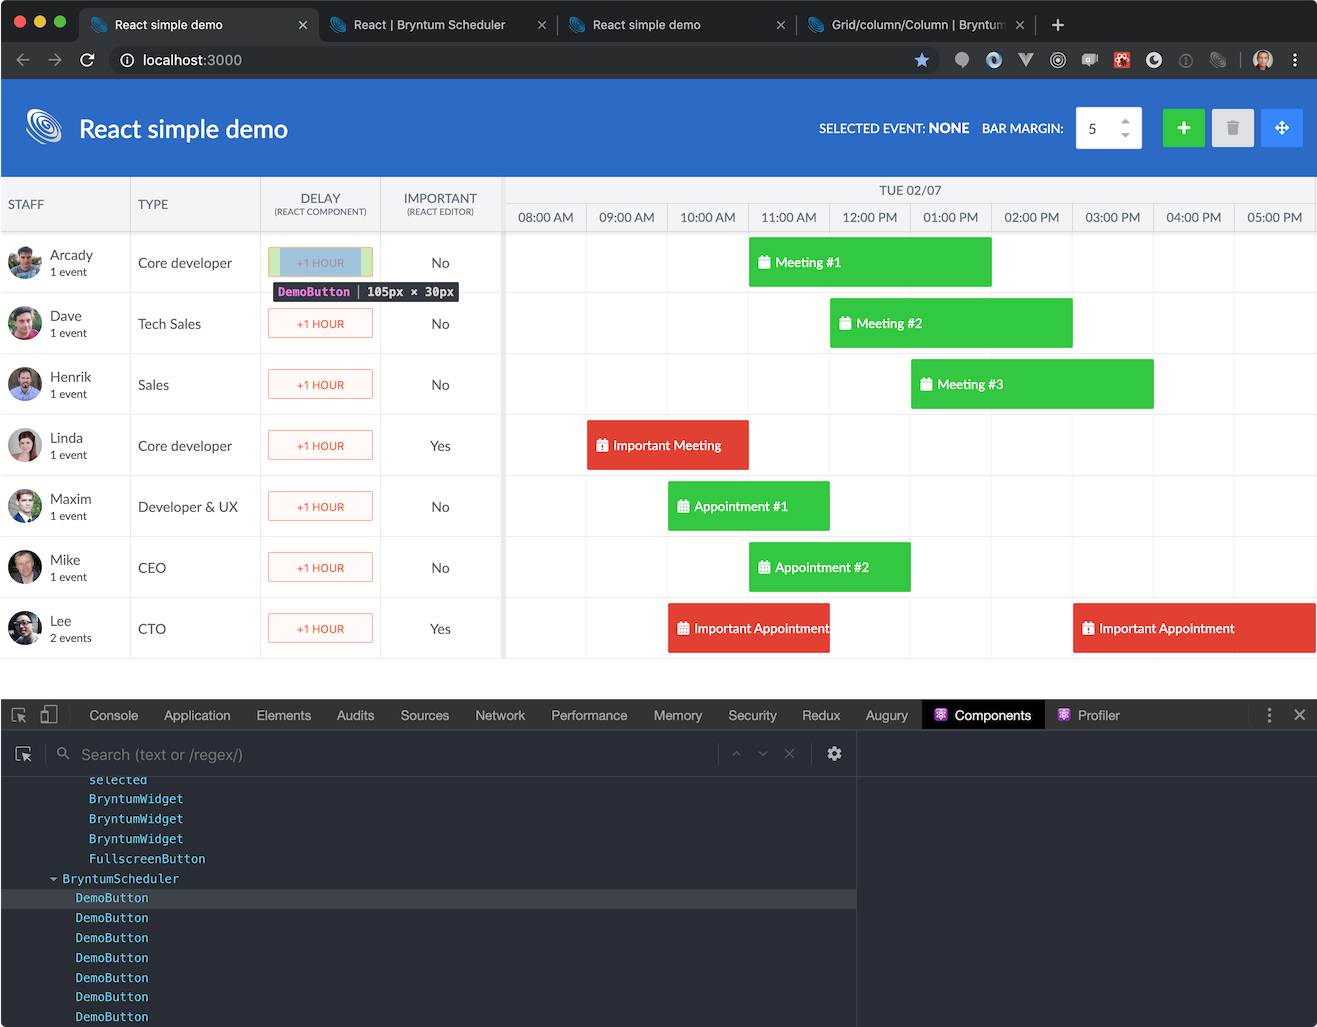 React simple demo
React | Bryntum Scheduler
React simple demo
Grid/column/Column | Bryntum
localhost:3000
React simple demo
SELECTED EVENT: NONE
BAR MARGIN:
5
STAFF
TYPE
DELAY
(REACT COMPONENT)
IMPORTANT
(REACT EDITOR)
TUE 02/07
08:00 AM
09:00 AM
10:00 AM
11:00 AM
12:00 PM
01:00 PM
02:00 PM
03:00 PM
04:00 PM
05:00 PM
Arcady
1 event
Core developer
+1 HOUR
No
Meeting #1
DemoButton | 105px × 30px
Dave
1 event
Tech Sales
+1 HOUR
No
Meeting #2
Henrik
1 event
Sales
+1 HOUR
No
Meeting #3
Linda
1 event
Core developer
+1 HOUR
Yes
Important Meeting
Maxim
1 event
Developer & UX
+1 HOUR
No
Appointment #1
Mike
1 event
CEO
+1 HOUR
No
Appointment #2
Lee
2 events
CTO
+1 HOUR
Yes
Important Appointment
Important Appointment
Console
Application
Elements
Audits
Sources
Network
Performance
Memory
Security
Redux
Augury
Components
Profiler
Search (text or /regex/)
selected
BryntumWidget
BryntumWidget
BryntumWidget
FullscreenButton
BryntumScheduler
DemoButton
DemoButton
DemoButton
DemoButton
DemoButton
DemoButton
DemoButton